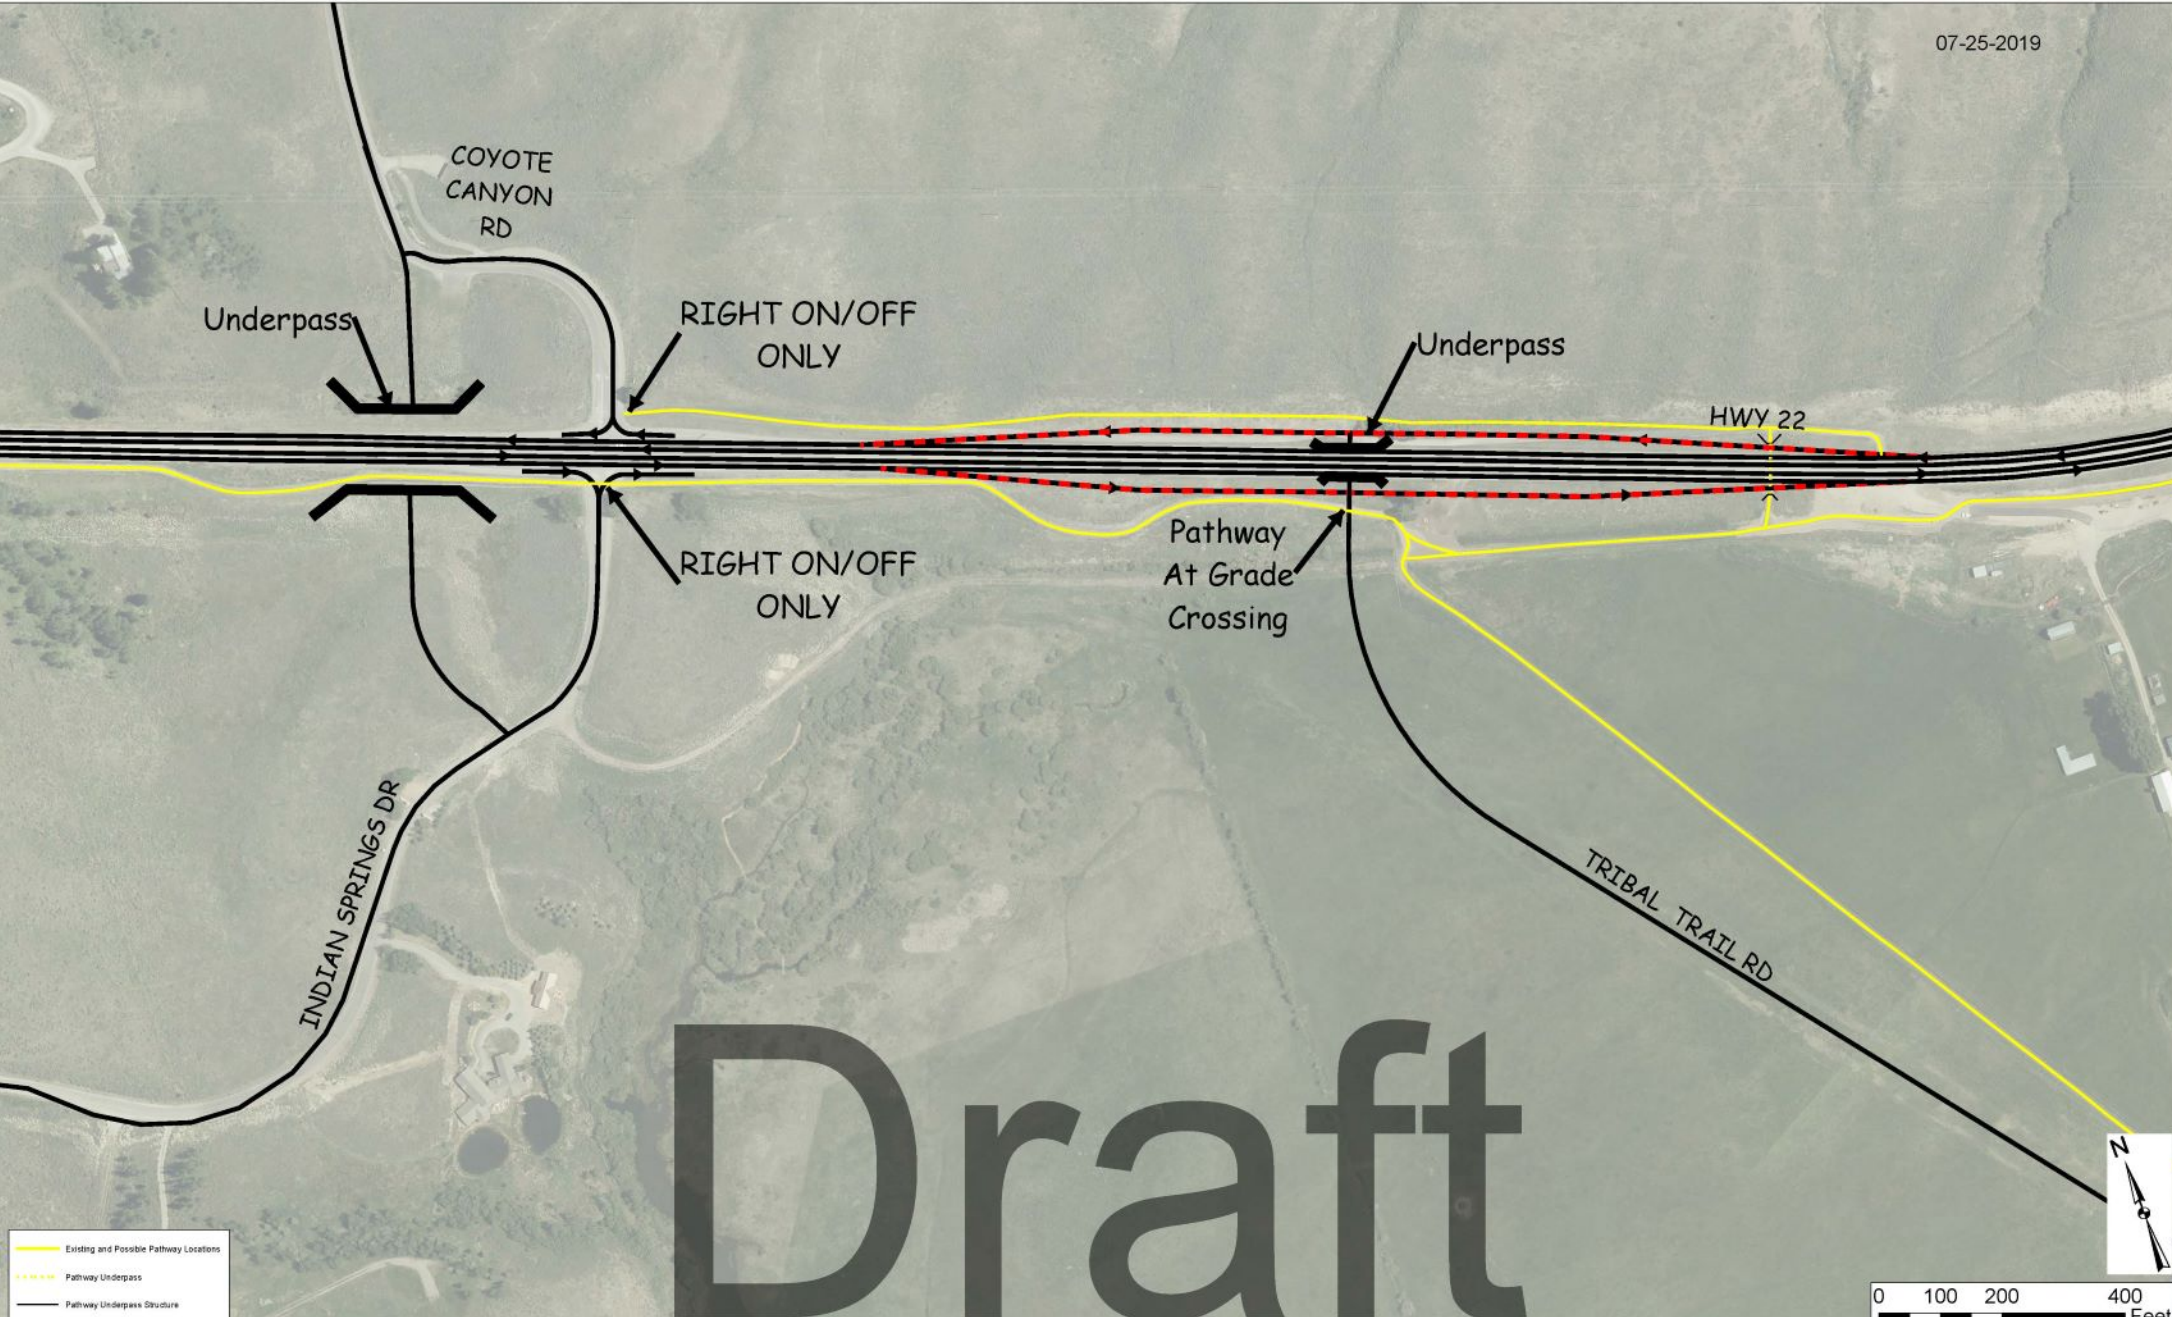 07-25-2019
COYOTE
CANYON
RD
Underpass
RIGHT ON/OFF
ONLY
Underpass
HWY 22
Pathway
At Grade
Crossing
RIGHT ON/OFF
ONLY
INDIAN SPRINGS DR
TRIBAL TRAIL RD
Draft
N
Existing and Possible Pathway Locations
Pathway Underpass
Pathway Underpass Structure
0 100 200 400
Feet